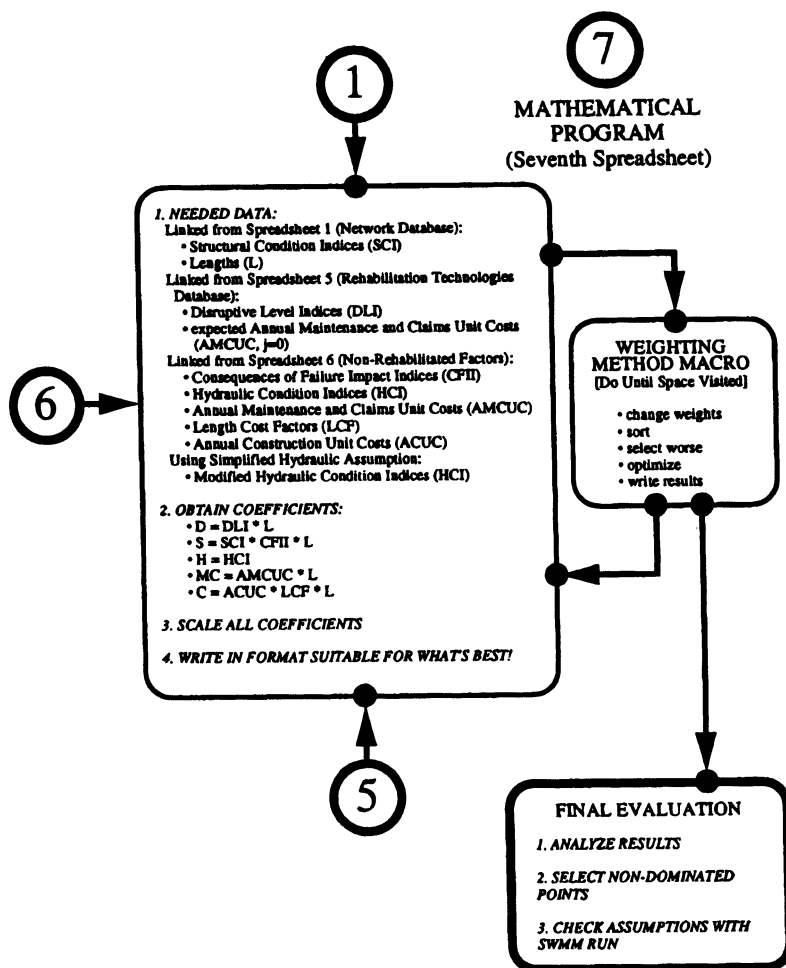 1
7
MATHEMATICAL
PROGRAM
(Seventh Spreadsheet)
1. NEEDED DATA:
Linked from Spreadsheet 1 (Network Database):
• Structural Condition Indices (SCI)
• Lengths (L)
Linked from Spreadsheet 5 (Rehabilitation Technologies
Database):
• Disruptive Level Indices (DLI)
• expected Annual Maintenance and Claims Unit Costs
(AMCUC, j=0)
Linked from Spreadsheet 6 (Non-Rehabilitated Factors):
• Consequences of Failure Impact Indices (CFII)
• Hydraulic Condition Indices (HCI)
• Annual Maintenance and Claims Unit Costs (AMCUC)
• Length Cost Factors (LCF)
• Annual Construction Unit Costs (ACUC)
Using Simplified Hydraulic Assumption:
• Modified Hydraulic Condition Indices (HCI)
2. OBTAIN COEFFICIENTS:
• D = DLI * L
• S = SCI * CFII * L
• H = HCI
• MC = AMCUC * L
• C = ACUC * LCF * L
3. SCALE ALL COEFFICIENTS
4. WRITE IN FORMAT SUITABLE FOR WHAT'S BEST!
6
WEIGHTING
METHOD MACRO
[Do Until Space Visited]
• change weights
• sort
• select worse
• optimize
• write results
5
FINAL EVALUATION
1. ANALYZE RESULTS
2. SELECT NON-DOMINATED
POINTS
3. CHECK ASSUMPTIONS WITH
SWMM RUN